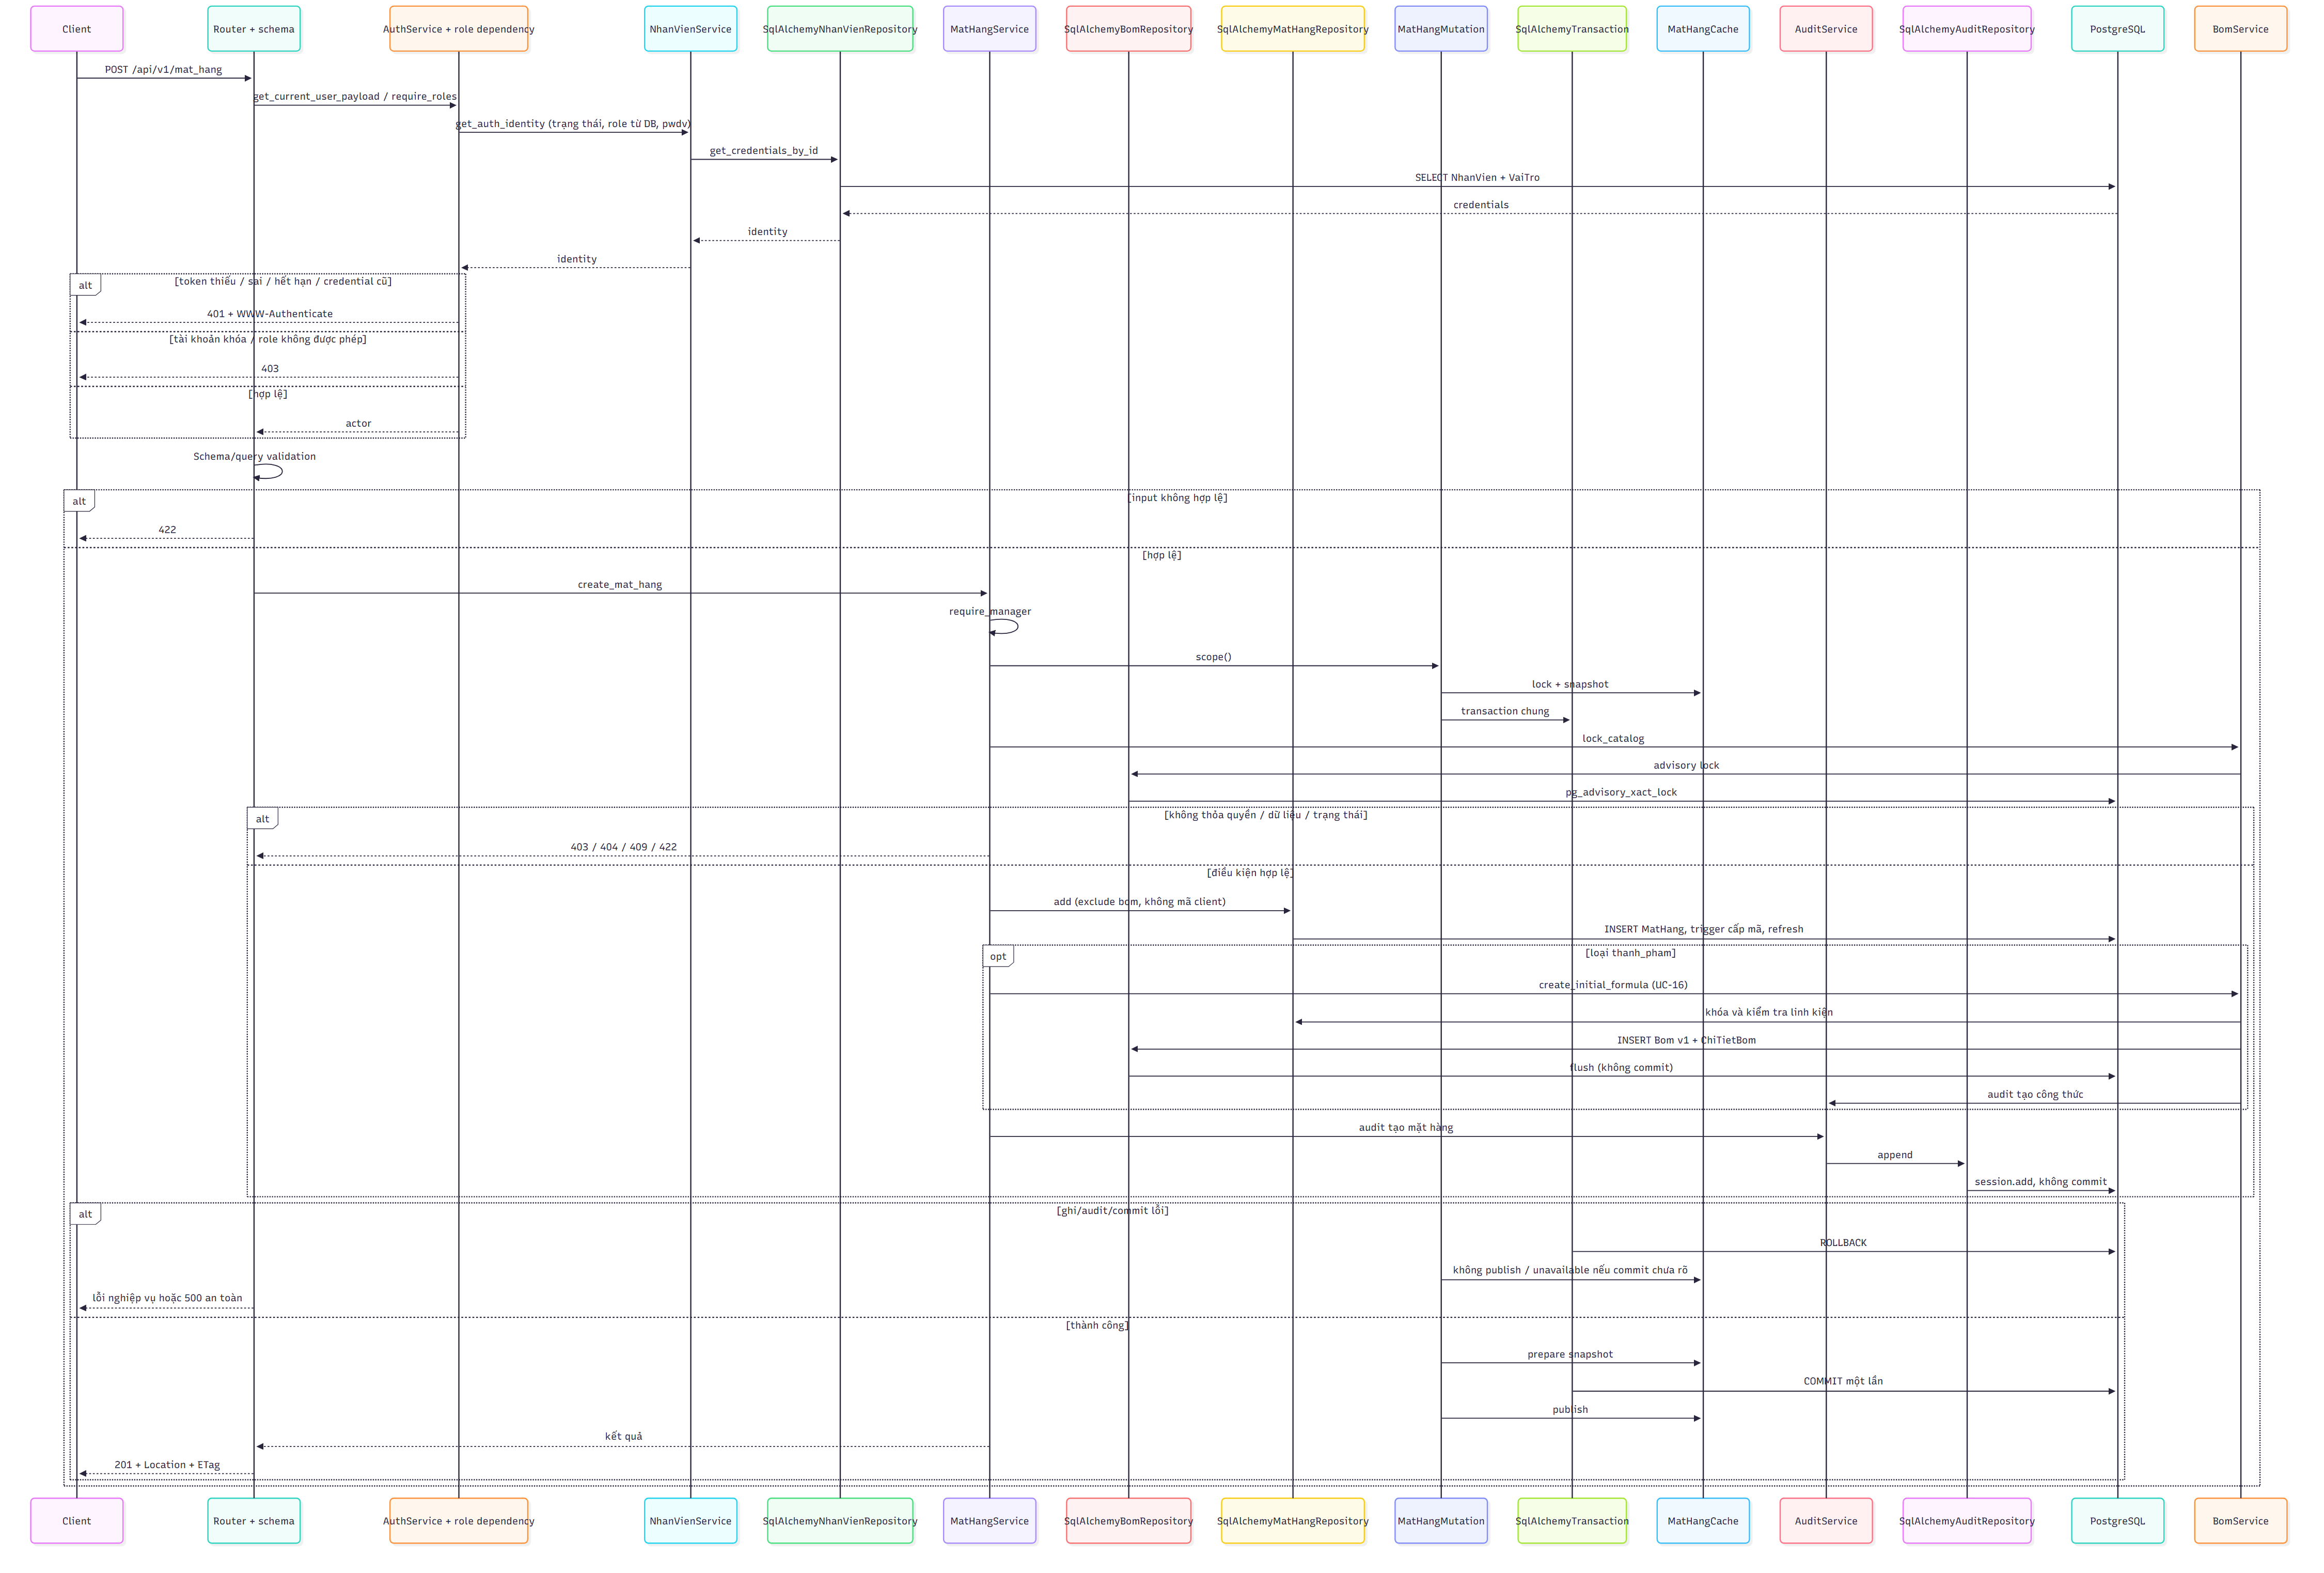 Client
Router + schema
AuthService + role dependency
NhanVienService
SqlAlchemyNhanVienRepository
MatHangService
SqlAlchemyBomRepository
SqlAlchemyMatHangRepository
MatHangMutation
SqlAlchemyTransaction
MatHangCache
AuditService
SqlAlchemyAuditRepository
PostgreSQL
BomService
POST /api/v1/mat_hang
get_current_user_payload / require_roles
get_auth_identity (trạng thái, role từ DB, pwdv)
get_credentials_by_id
SELECT NhanVien + VaiTro
credentials
identity
identity
alt
[token thiếu / sai / hết hạn / credential cũ]
401 + WWW-Authenticate
[tài khoản khóa / role không được phép]
403
[hợp lệ]
actor
Schema/query validation
alt
[input không hợp lệ]
422
[hợp lệ]
create_mat_hang
require_manager
scope()
lock + snapshot
transaction chung
lock_catalog
advisory lock
pg_advisory_xact_lock
alt
[không thỏa quyền / dữ liệu / trạng thái]
403 / 404 / 409 / 422
[điều kiện hợp lệ]
add (exclude bom, không mã client)
INSERT MatHang, trigger cấp mã, refresh
opt
[loại thanh_pham]
create_initial_formula (UC-16)
khóa và kiểm tra linh kiện
INSERT Bom v1 + ChiTietBom
flush (không commit)
audit tạo công thức
audit tạo mặt hàng
append
session.add, không commit
alt
[ghi/audit/commit lỗi]
ROLLBACK
không publish / unavailable nếu commit chưa rõ
lỗi nghiệp vụ hoặc 500 an toàn
[thành công]
prepare snapshot
COMMIT một lần
publish
kết quả
201 + Location + ETag
Client
Router + schema
AuthService + role dependency
NhanVienService
SqlAlchemyNhanVienRepository
MatHangService
SqlAlchemyBomRepository
SqlAlchemyMatHangRepository
MatHangMutation
SqlAlchemyTransaction
MatHangCache
AuditService
SqlAlchemyAuditRepository
PostgreSQL
BomService